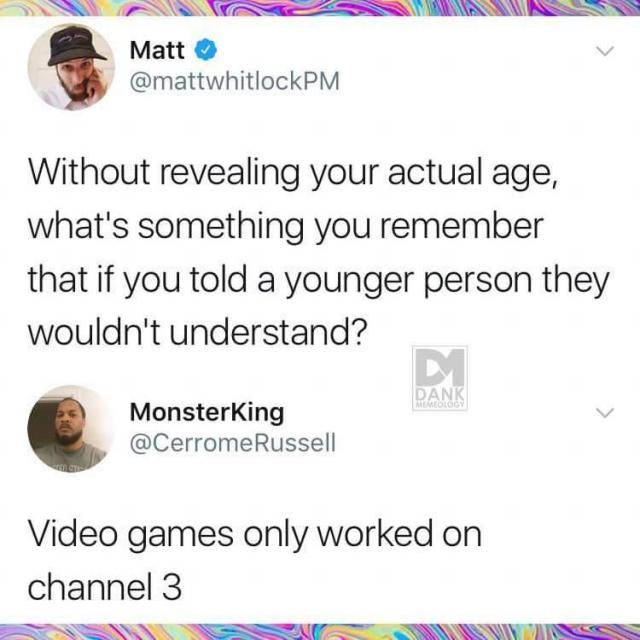 Matt
@mattwhitlockPM
Without revealing your actual age,
what's something you remember
that if you told a younger person they
wouldn't understand?
DM
DANK
MEMEOLOGY
MonsterKing
@CerromeRussell
Video games only worked on
channel 3